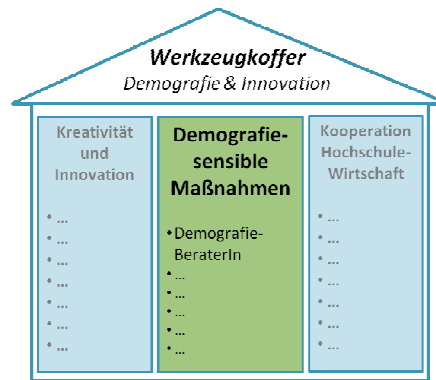 Werkzeugkoffer
Demografie & Innovation
Kreativität
und
Innovation
• ...
• ...
• ...
• ...
• ...
• ...
• ...
Demografie-
sensible
Maßnahmen
• Demografie-
BeraterIn
• ...
• ...
• ...
• ...
• ...
Kooperation
Hochschule-
Wirtschaft
• ...
• ...
• ...
• ...
• ...
• ...
• ...